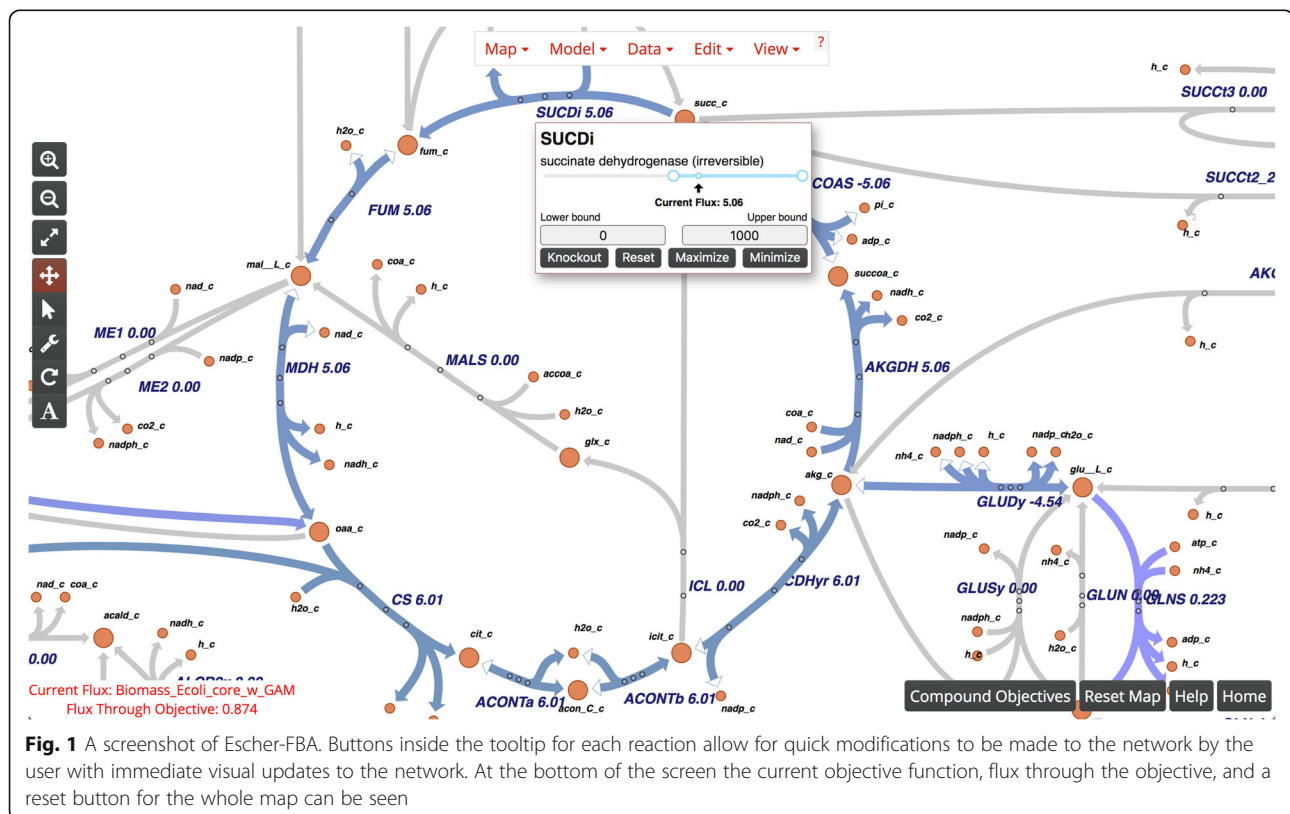 Map Model Data Edit View ?
h_c
SUCCt3 0.00
succ_c
SUCDi 5.06
h2o_c
fum_c
SUCDi
succinate dehydrogenase (irreversible)
Current Flux: 5.06
Lower bound Upper bound
0 1000
Knockout Reset Maximize Minimize
COAS -5.06
SUCCt2_2
pi_c
adp_c
h_c
FUM 5.06
mal__L_c
coa_c
h_c
succoa_c
nadh_c
co2_c
AKG
nad_c
ME1 0.00
nad_c
MDH 5.06
MALS 0.00
AKGDH 5.06
h_c
nadp_c
ME2 0.00
accoa_c
h2o_c
co2_c
nadph_c
h_c
nadh_c
glx_c
coa_c
nad_c
akg_c
nadph_c
h_c
nadp_c
h2o_c
nh4_c
glu__L_c
GLUDy -4.54
nadph_c
co2_c
h_c
oaa_c
nadp_c
nh4_c
atp_c
nh4_c
GLUSy 0.00
GLUN 0.00
GLNS 0.223
ICL 0.00
CDHyr 6.01
h2o_c
CS 6.01
nad_c coa_c
acald_c
nadh_c
h_c
0.00
cit_c
h2o_c
icit_c
nadph_c
h_c
h2o_c
adp_c
h_c
ACONTa 6.01
acon_C_c
ACONTb 6.01
nadp_c
A
Current Flux: Biomass_Ecoli_core_w_GAM
Flux Through Objective: 0.874
Compound Objectives Reset Map Help Home
Fig. 1 A screenshot of Escher-FBA. Buttons inside the tooltip for each reaction allow for quick modifications to be made to the network by the
user with immediate visual updates to the network. At the bottom of the screen the current objective function, flux through the objective, and a
reset button for the whole map can be seen